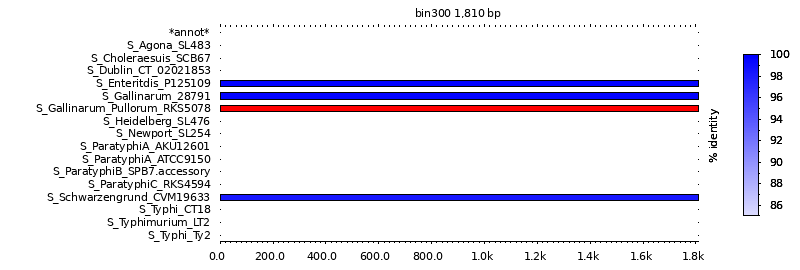 bin300 1,810 bp
*annot*
S_Agona_SL483
S_Choleraesuis_SCB67
S_Dublin_CT_02021853
S_Enteritdis_P125109
S_Gallinarum_28791
S_Gallinarum_Pullorum_RKS5078
S_Heidelberg_SL476
S_Newport_SL254
S_ParatyphiA_AKU12601
S_ParatyphiA_ATCC9150
S_ParatyphiB_SPB7.accessory
S_ParatyphiC_RKS4594
S_Schwarzengrund_CVM19633
S_Typhi_CT18
S_Typhimurium_LT2
S_Typhi_Ty2
0.0 200.0 400.0 600.0 800.0 1.0k 1.2k 1.4k 1.6k 1.8k
% identity
100
98
96
94
92
90
88
86